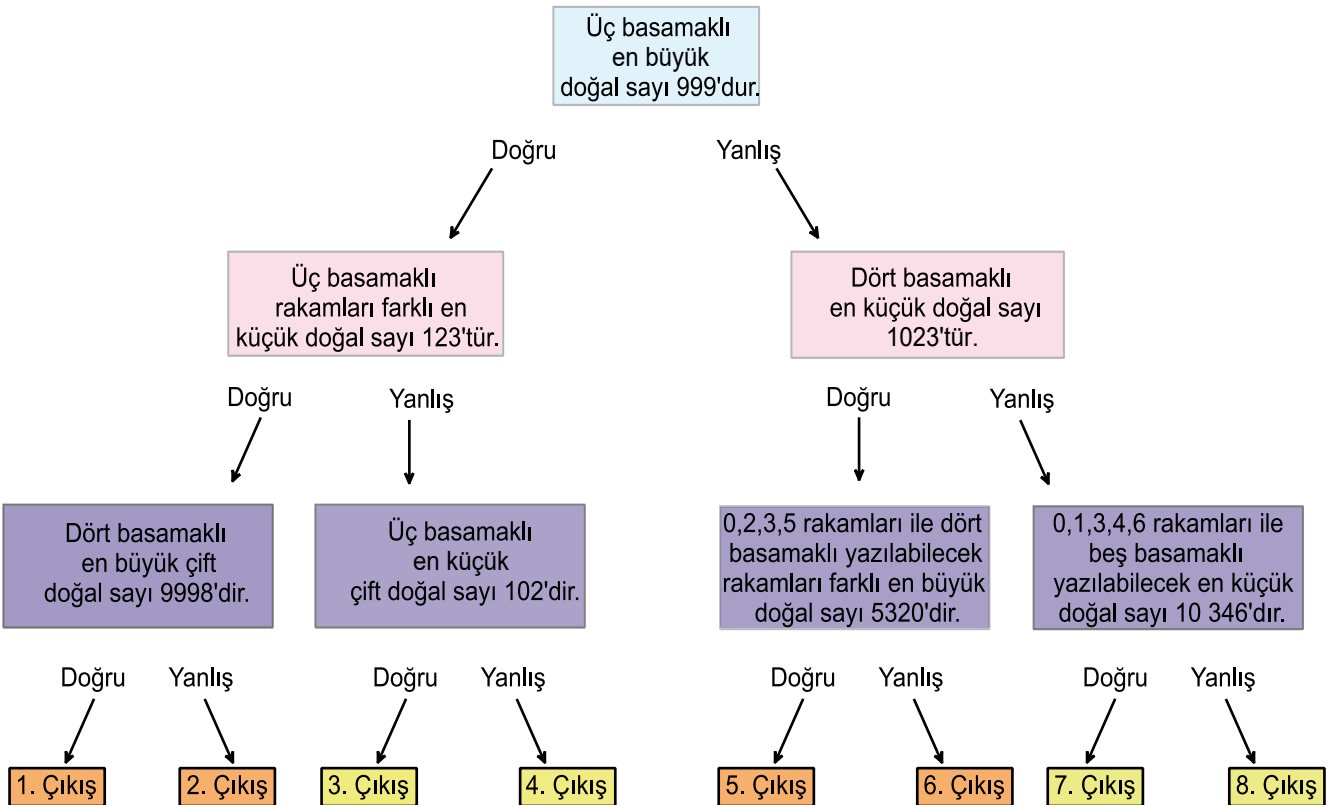 Üç basamaklı
en büyük
doğal sayı 999'dur.
Doğru
Yanlış
Üç basamaklı
rakamları farklı en
küçük doğal sayı 123'tür.
Dört basamaklı
en küçük doğal sayı
1023'tür.
Doğru
Yanlış
Doğru
Yanlış
Dört basamaklı
en büyük çift
doğal sayı 9998'dir.
Üç basamaklı
en küçük
çift doğal sayı 102'dir.
0,2,3,5 rakamları ile dört
basamaklı yazılabilecek
rakamları farklı en büyük
doğal sayı 5320'dir.
0,1,3,4,6 rakamları ile
beş basamaklı
yazılabilecek en küçük
doğal sayı 10 346'dır.
Doğru
Yanlış
Doğru
Yanlış
Doğru
Yanlış
Doğru
Yanlış
1. Çıkış
2. Çıkış
3. Çıkış
4. Çıkış
5. Çıkış
6. Çıkış
7. Çıkış
8. Çıkış